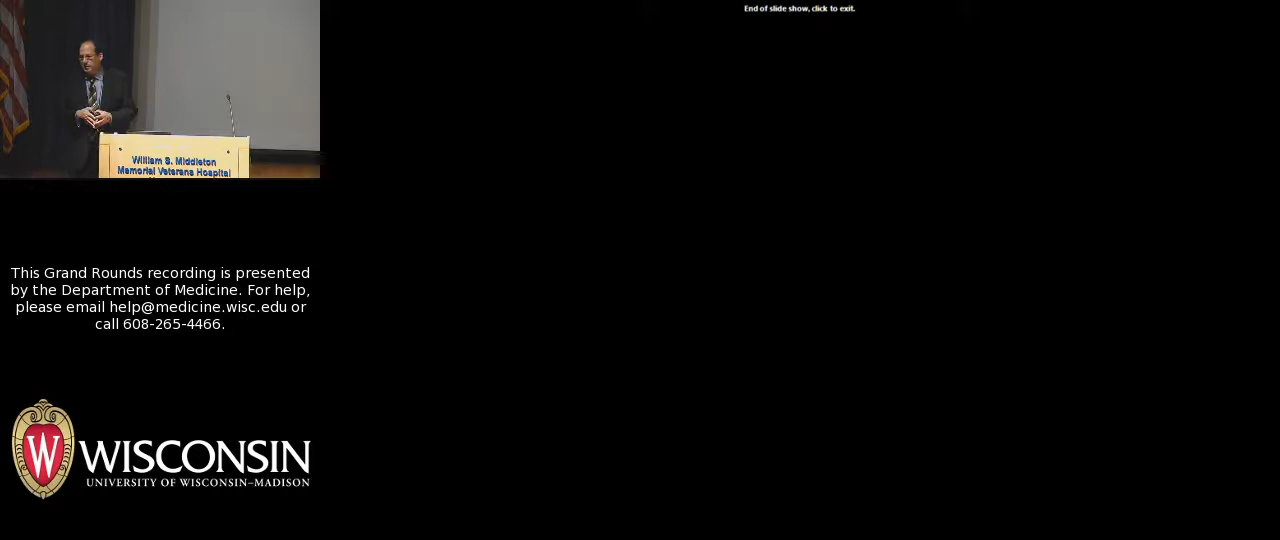 End of slide show, click to exit.
William S. Middleton
Memorial Veterans Hospital
This Grand Rounds recording is presented
by the Department of Medicine. For help,
please email help@medicine.wisc.edu or
call 608-265-4466.
W WISCONSIN
UNIVERSITY OF WISCONSIN–MADISON